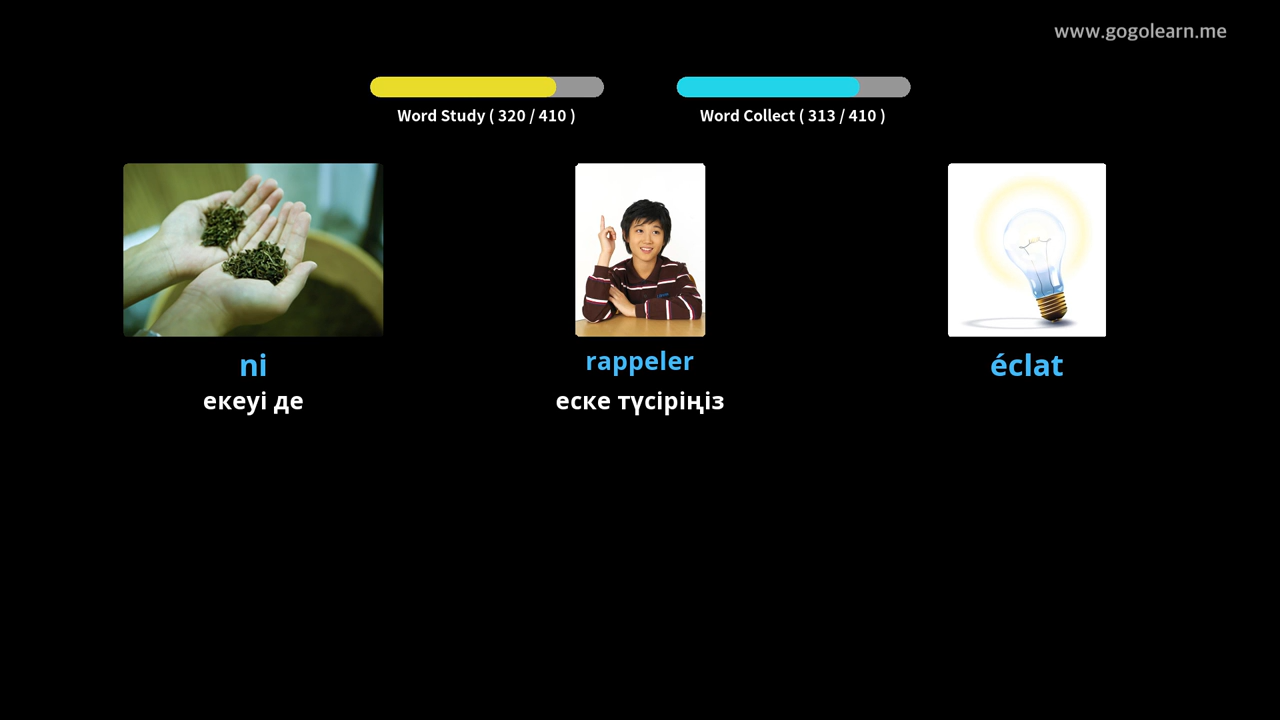 www.gogolearn.me
Word Study ( 320 / 410 )
Word Collect ( 313 / 410 )
ni
rappeler
éclat
екеуі де
еске түсіріңіз